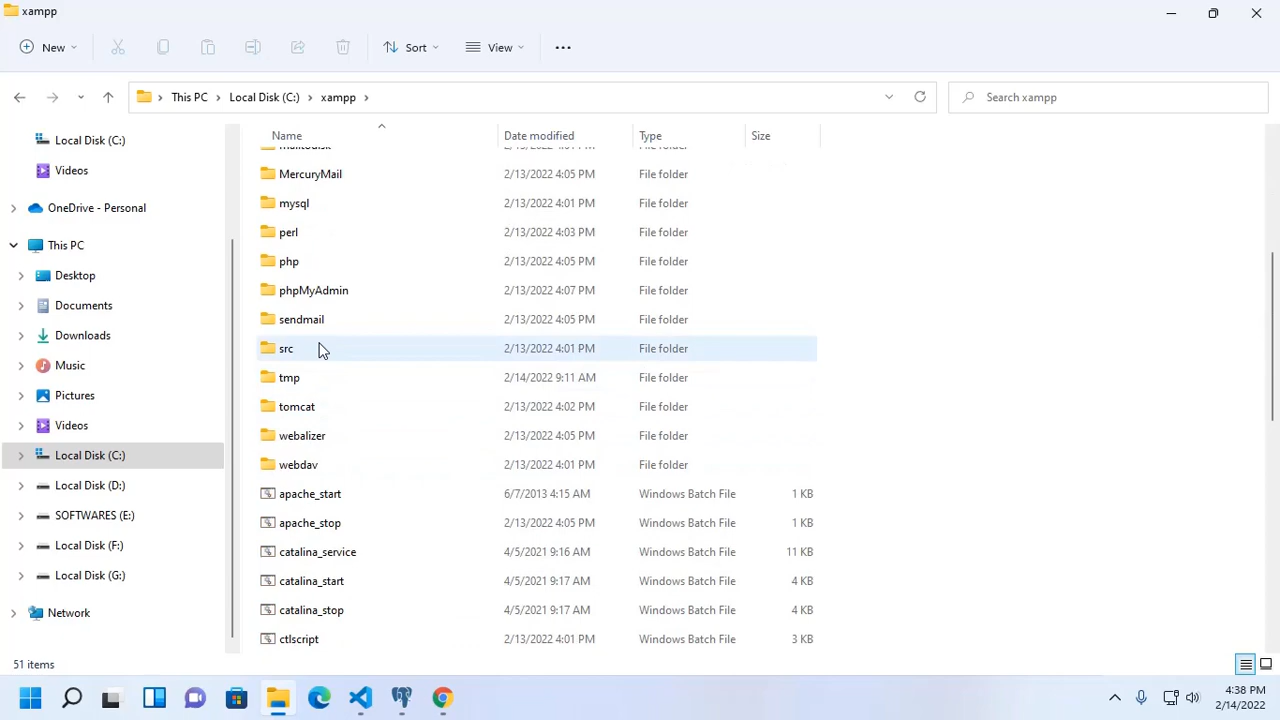 xampp
New
Sort
View
This PC
Local Disk (C:)
xampp
Search xampp
Name
Date modified
Type
Size
Local Disk (C:)
Videos
OneDrive - Personal
This PC
Desktop
Documents
Downloads
Music
Pictures
Videos
Local Disk (C:)
Local Disk (D:)
SOFTWARES (E:)
Local Disk (F:)
Local Disk (G:)
Network
MercuryMail 2/13/2022 4:05 PM File folder
mysql 2/13/2022 4:01 PM File folder
perl 2/13/2022 4:03 PM File folder
php 2/13/2022 4:05 PM File folder
phpMyAdmin 2/13/2022 4:07 PM File folder
sendmail 2/13/2022 4:05 PM File folder
src 2/13/2022 4:01 PM File folder
tmp 2/14/2022 9:11 AM File folder
tomcat 2/13/2022 4:02 PM File folder
webalizer 2/13/2022 4:05 PM File folder
webdav 2/13/2022 4:01 PM File folder
apache_start 6/7/2013 4:15 AM Windows Batch File 1 KB
apache_stop 2/13/2022 4:05 PM Windows Batch File 1 KB
catalina_service 4/5/2021 9:16 AM Windows Batch File 11 KB
catalina_start 4/5/2021 9:17 AM Windows Batch File 4 KB
catalina_stop 4/5/2021 9:17 AM Windows Batch File 4 KB
ctlscript 2/13/2022 4:01 PM Windows Batch File 3 KB
51 items
4:38 PM
2/14/2022